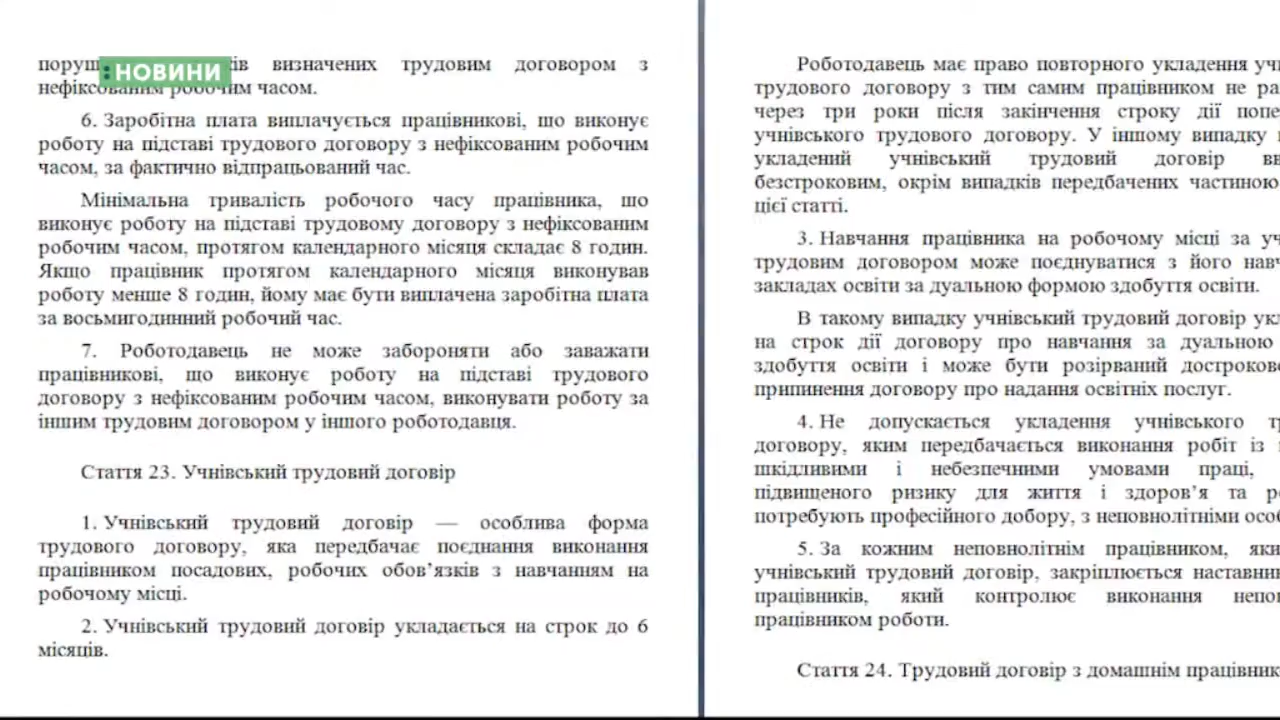 :НОВИНИ
визначених трудовим договором з
нефіксованим робочим часом.
6. Заробітна плата виплачується працівникові, що виконує
роботу на підставі трудового договору з нефіксованим робочим
часом, за фактично відпрацьований час.
Мінімальна тривалість робочого часу працівника, що
виконує роботу на підставі трудовому договору з нефіксованим
робочим часом, протягом календарного місяця складає 8 годин.
Якщо працівник протягом календарного місяця виконував
роботу менше 8 годин, йому має бути виплачена заробітна плата
за восьмигодинний робочий час.
7. Роботодавець не може забороняти або заважати
працівникові, що виконує роботу на підставі трудового
договору з нефіксованим робочим часом, виконувати роботу за
іншим трудовим договором у іншого роботодавця.
Стаття 23. Учнівський трудовий договір
1. Учнівський трудовий договір — особлива форма
трудового договору, яка передбачає поєднання виконання
працівником посадових, робочих обов’язків з навчанням на
робочому місці.
2. Учнівський трудовий договір укладається на строк до 6
місяців.
Роботодавець має право повторного укладення
трудового договору з тим самим працівником не
через три роки після закінчення строку дії
учнівського трудового договору. У іншому випадку
укладений учнівський трудовий договір
безстроковим, окрім випадків передбачених частиною
цієї статті.
3. Навчання працівника на робочому місці за
трудовим договором може поєднуватися з його
закладах освіти за дуальною формою здобуття освіти.
В такому випадку учнівський трудовий договір
на строк дії договору про навчання за дуальною
здобуття освіти і може бути розірваний
припинення договору про надання освітніх послуг.
4. Не допускається укладення учнівського
договору, яким передбачається виконання робіт із
шкідливими і небезпечними умовами праці,
підвищеного ризику для життя і здоров’я та
потребують професійного добору, з неповнолітніми
5. За кожним неповнолітнім працівником,
учнівський трудовий договір, закріплюється
працівників, який контролює виконання
працівником роботи.
Стаття 24. Трудовий договір з домашнім